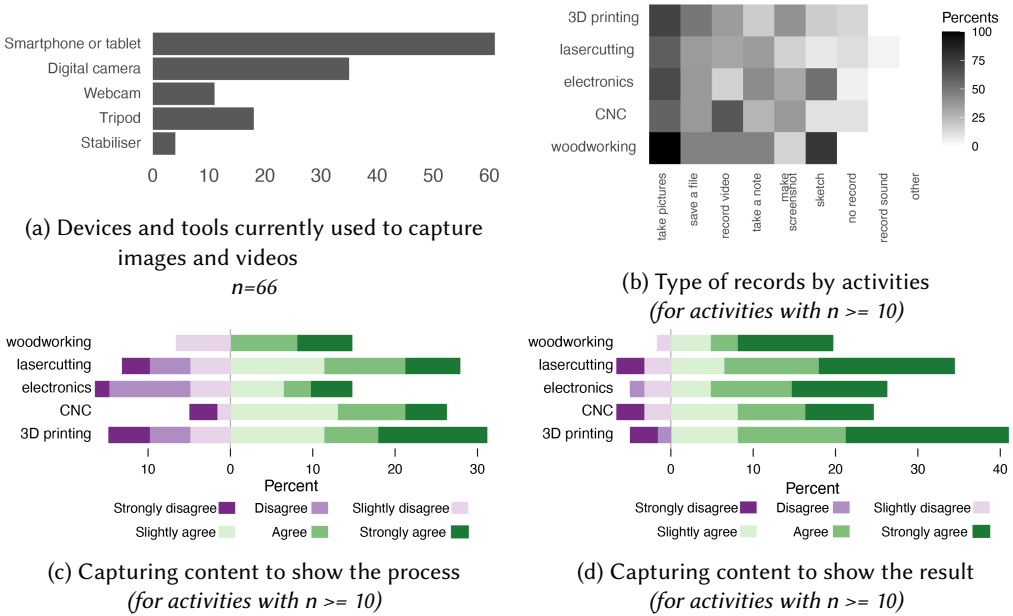 Smartphone or tablet
Digital camera
Webcam
Tripod
Stabiliser
0 10 20 30 40 50 60
(a) Devices and tools currently used to capture
images and videos
n=66
3D printing
lasercutting
electronics
CNC
woodworking
take pictures
save a file
record video
take a note
make
screenshot
sketch
no record
record sound
other
Percents
100
75
50
25
0
(b) Type of records by activities
(for activities with n >= 10)
woodworking
lasercutting
electronics
CNC
3D printing
10 0 10 20 30
Percent
Strongly disagree Disagree Slightly disagree
Slightly agree Agree Strongly agree
(c) Capturing content to show the process
(for activities with n >= 10)
woodworking
lasercutting
electronics
CNC
3D printing
0 10 20 30 40
Percent
Strongly disagree Disagree Slightly disagree
Slightly agree Agree Strongly agree
(d) Capturing content to show the result
(for activities with n >= 10)